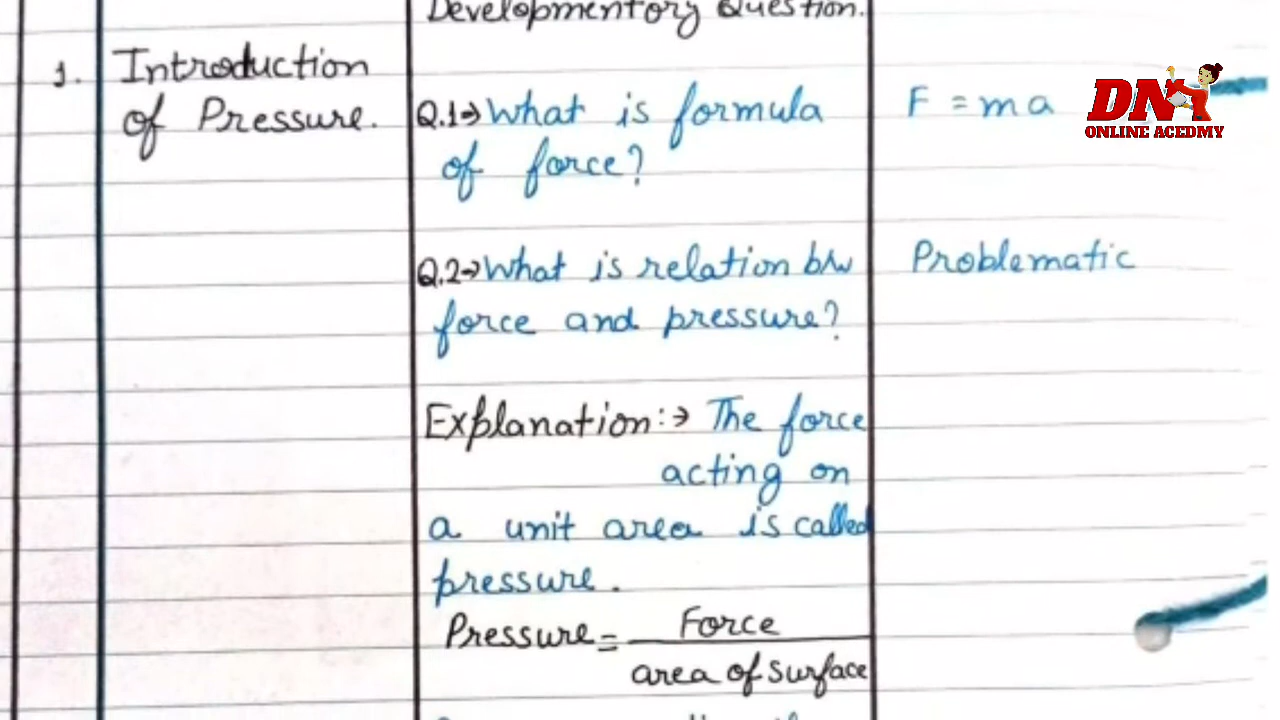 Developmentory Question.
1. Introduction
of Pressure.
Q.1→ What is formula
of force?
F = ma
Q.2→ What is relation b/w
force and pressure?
Problematic
Explanation:→ The force
acting on
a unit area is called
pressure.
Pressure = Force
area of surface
DN
ONLINE ACEDMY